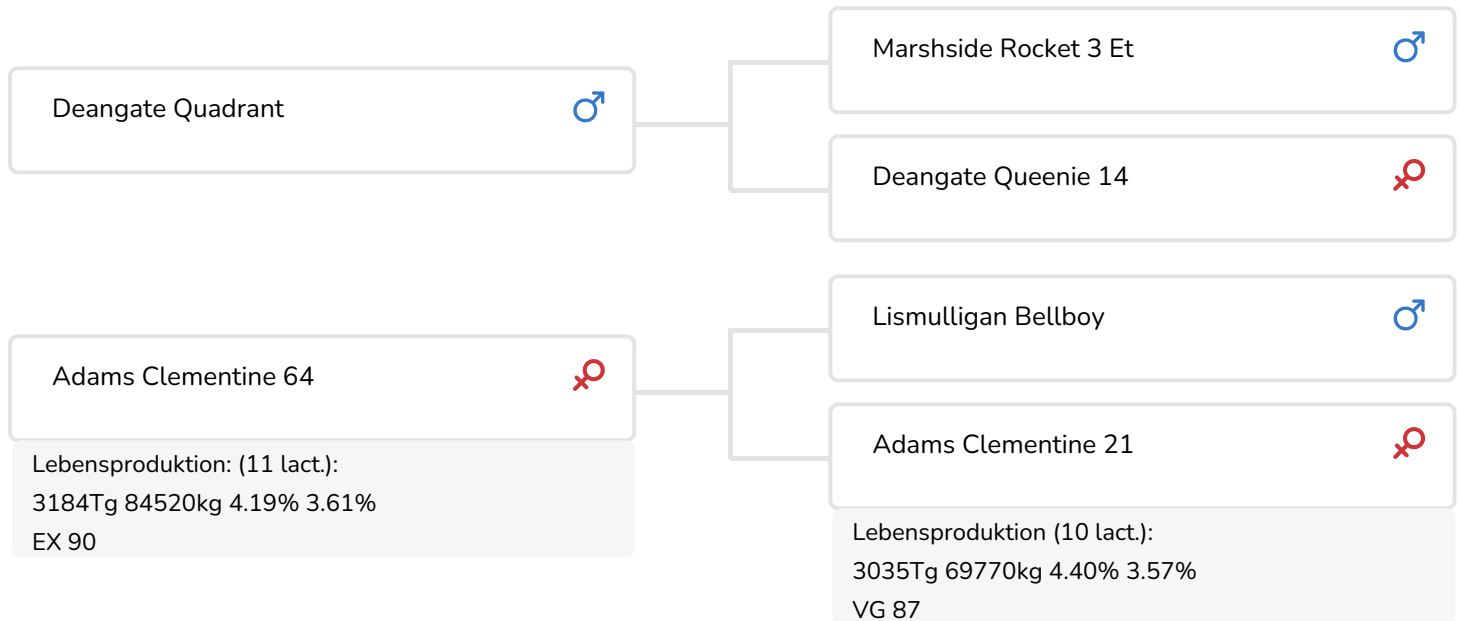 Deangate Quadrant
Marshside Rocket 3 Et
Deangate Queenie 14
Adams Clementine 64
Lebensproduktion: (11 lact.):
3184Tg 84520kg 4.19% 3.61%
EX 90
Lismulligan Bellboy
Adams Clementine 21
Lebensproduktion (10 lact.):
3035Tg 69770kg 4.40% 3.57%
VG 87